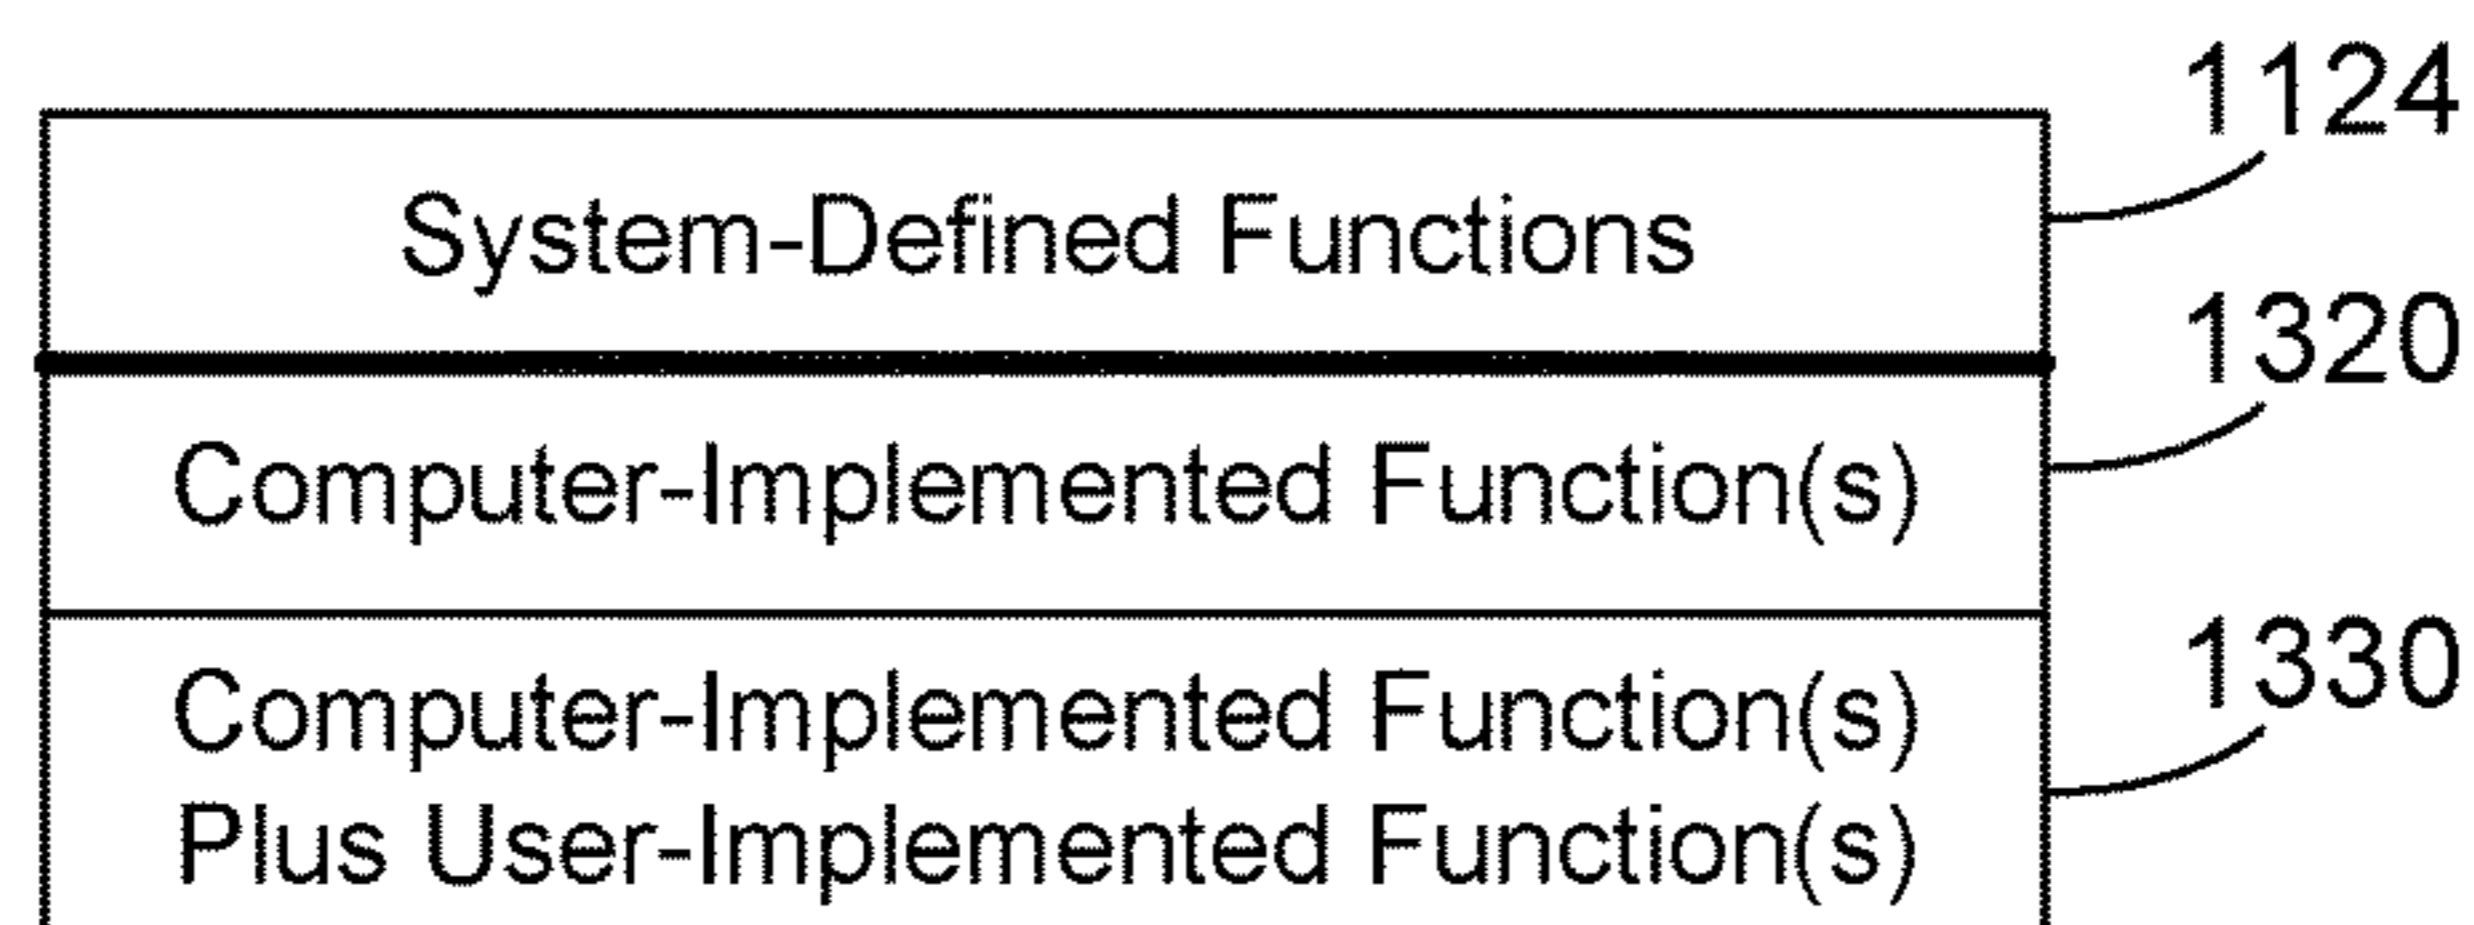 1124
System-Defined Functions
1320
Computer-Implemented Function(s)
1330
Computer-Implemented Function(s)
Plus User-Implemented Function(s)